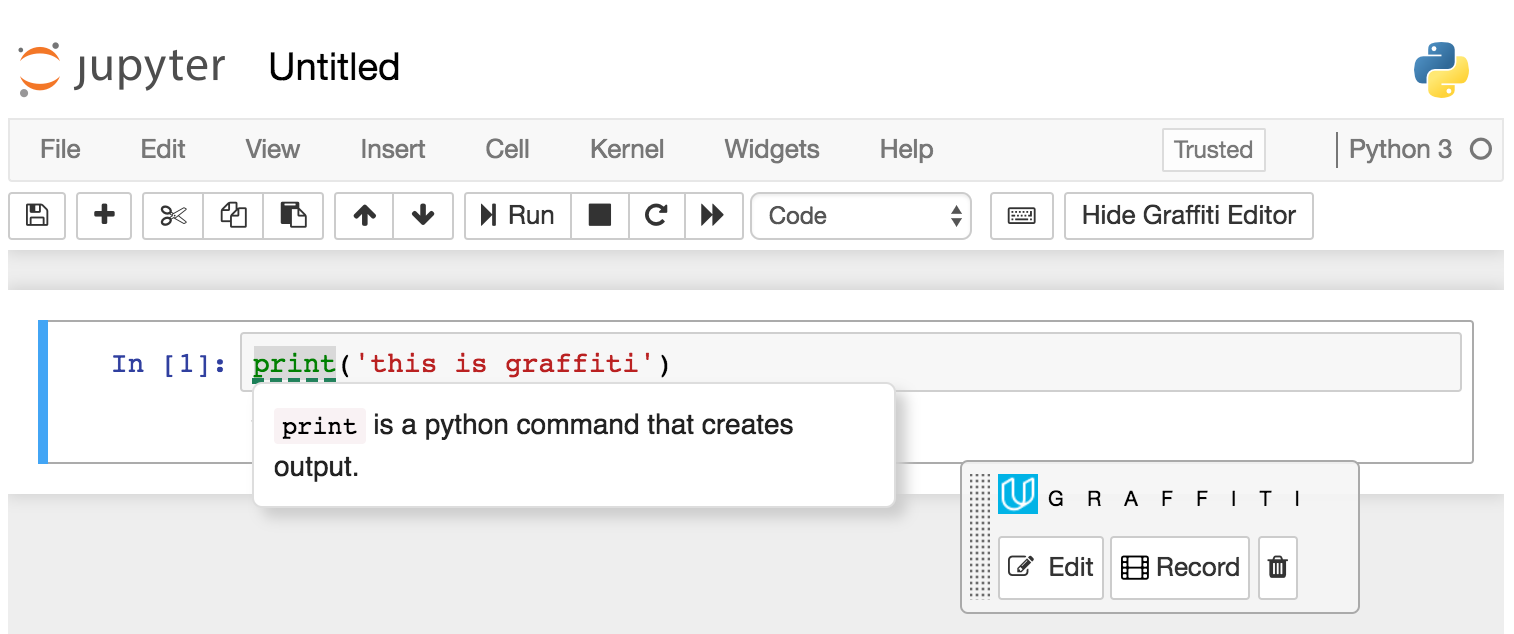 jupyter Untitled
File Edit View Insert Cell Kernel Widgets Help Trusted Python 3
Run Code Hide Graffiti Editor
In [1]: print('this is graffiti')
print is a python command that creates
output.
G R A F F I T I
Edit Record